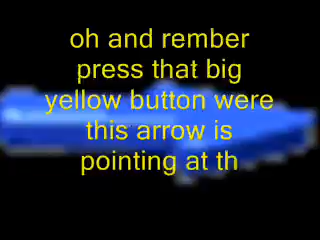 oh and rember
press that big
yellow button were
this arrow is
pointing at th